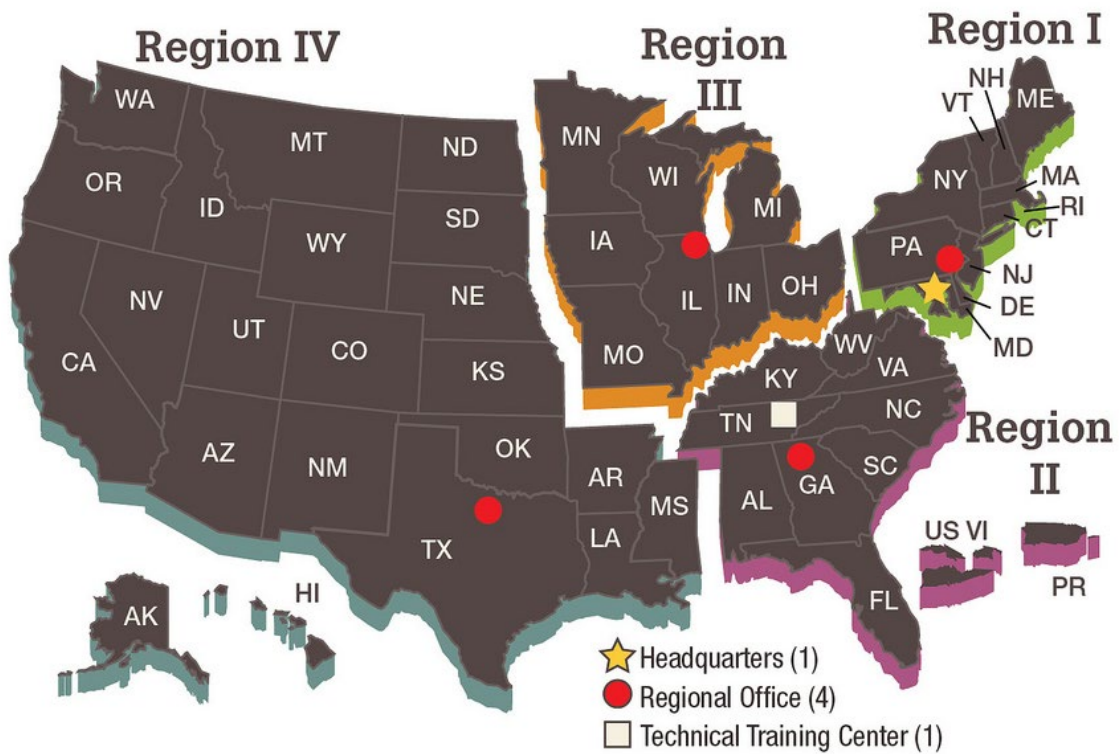 Region IV
Region
III
Region I
WA
OR
ID
MT
ND
SD
WY
NE
NV
UT
CO
KS
CA
AZ
NM
OK
TX
AR
LA
MS
AK
HI
MN
WI
MI
IA
IL
IN
OH
MO
NH
VT
ME
NY
MA
RI
CT
PA
NJ
DE
MD
WV
KY
VA
TN
NC
SC
AL
GA
FL
Region
II
US VI
PR
Headquarters (1)
Regional Office (4)
Technical Training Center (1)